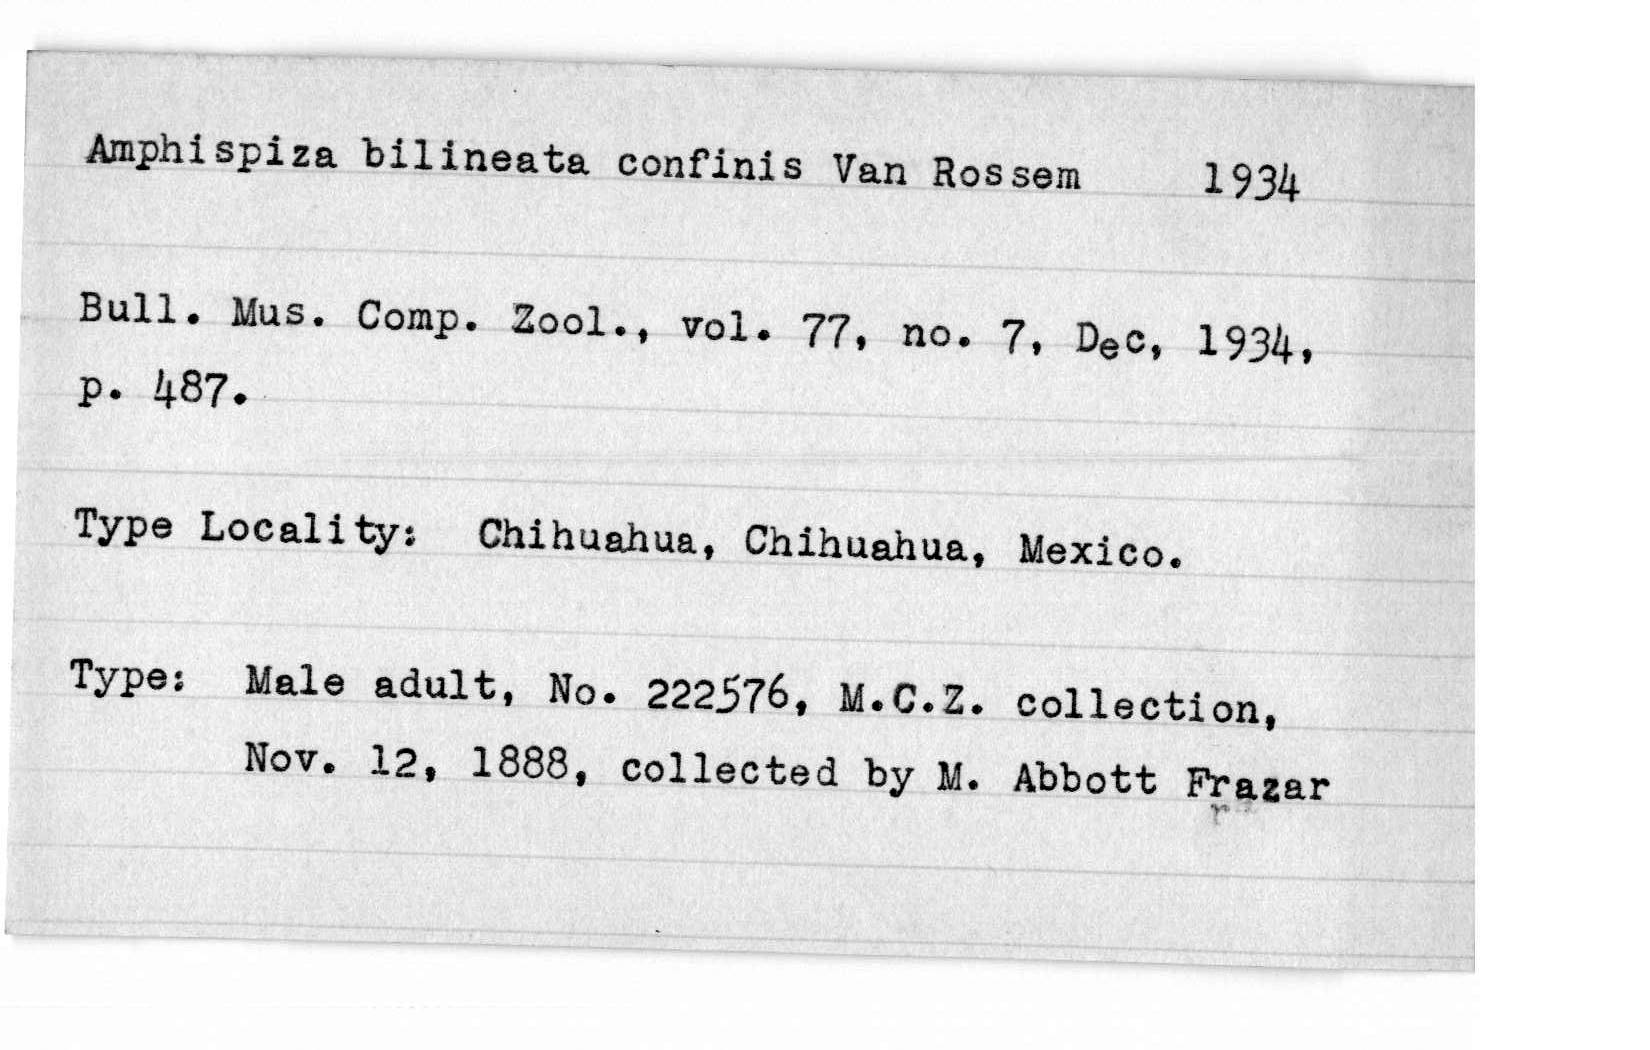 Amphispiza bilineata confinis Van Rossem 1934
Bull. Mus. Comp. Zool., vol. 77, no. 7, Dec, 1934,
p. 487.
Type Locality: Chihuahua, Chihuahua, Mexico.
Type: Male adult, No. 222576, M.C.Z. collection,
Nov. 12, 1888, collected by M. Abbott Frazar